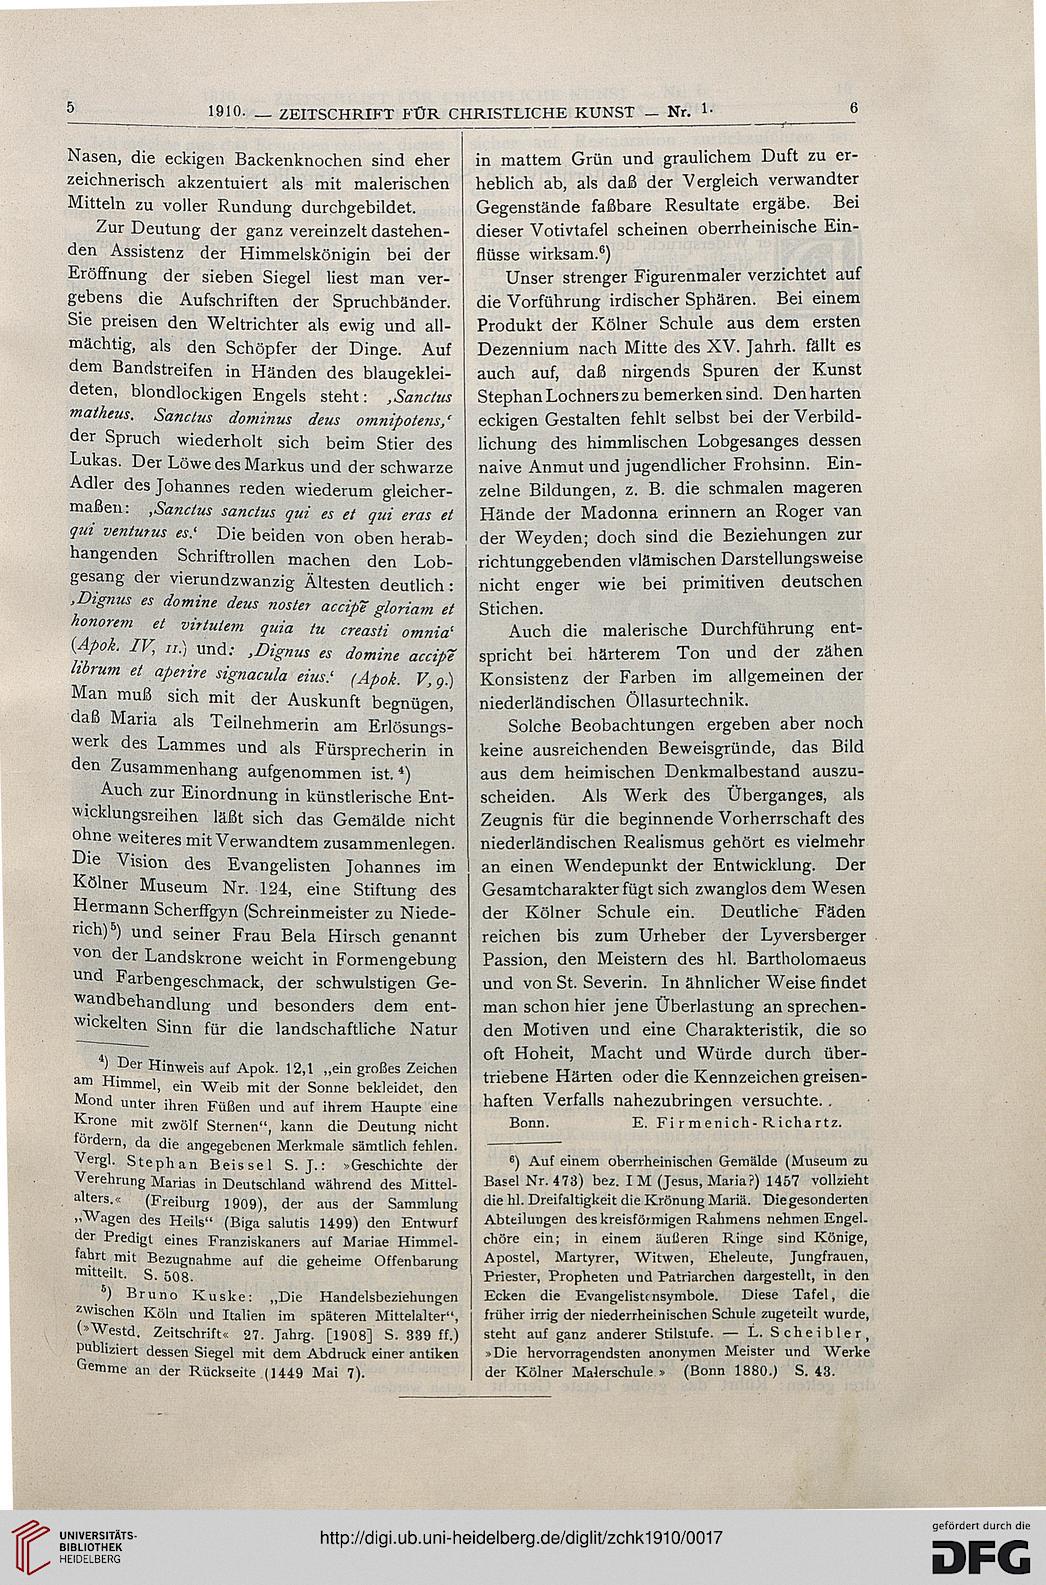 5
1910. — ZEITSCHRIFT FÜR CHRISTLICHE KUNST — Nr. 1.
6
Nasen, die eckigen Backenknochen sind eher
zeichnerisch akzentuiert als mit malerischen
Mitteln zu voller Rundung durchgebildet.
Zur Deutung der ganz vereinzelt dastehen-
den Assistenz der Himmelskönigin bei der
Eröffnung der sieben Siegel liest man ver-
gebens die Aufschriften der Spruchbänder.
Sie preisen den Weltrichter als ewig und all-
mächtig, als den Schöpfer der Dinge. Auf
dem Bandstreifen in Händen des blaugeklei-
deten, blondlockigen Engels steht: ‚Sanctus
matheus. Sanctus dominus deus omnipotens,‘
der Spruch wiederholt sich beim Stier des
Lukas. Der Löwe des Markus und der schwarze
Adler des Johannes reden wiederum gleicher-
maßen: ‚Sanctus sanctus qui es et qui eras et
qui venturus es.‘ Die beiden von oben herab-
hangenden Schriftrollen machen den Lob-
gesang der vierundzwanzig Ältesten deutlich:
‚Dignus es domine deus noster accipẽ gloriam et
honorem et virtutem quia tu creasti omnia‘
(Apok. IV, 11.) und: ‚Dignus es domine accipẽ
librum et aperire signacula eius.‘ (Apok. V, 9.)
Man muß sich mit der Auskunft begnügen,
daß Maria als Teilnehmerin am Erlösungs-
werk des Lammes und als Fürsprecherin in
den Zusammenhang aufgenommen ist.⁴)
Auch zur Einordnung in künstlerische Ent-
wicklungsreihen läßt sich das Gemälde nicht
ohne weiteres mit Verwandtem zusammenlegen.
Die Vision des Evangelisten Johannes im
Kölner Museum Nr. 124, eine Stiftung des
Hermann Scherffgyn (Schreinmeister zu Niede-
rich)⁵) und seiner Frau Bela Hirsch genannt
von der Landskrone weicht in Formengebung
und Farbengeschmack, der schwulstigen Ge-
wandbehandlung und besonders dem ent-
wickelten Sinn für die landschaftliche Natur
⁴) Der Hinweis auf Apok. 12,1 „ein großes Zeichen
am Himmel, ein Weib mit der Sonne bekleidet, den
Mond unter ihren Füßen und auf ihrem Haupte eine
Krone mit zwölf Sternen“, kann die Deutung nicht
fördern, da die angegebenen Merkmale sämtlich fehlen.
Vergl. Stephan Beissel S. J.: »Geschichte der
Verehrung Marias in Deutschland während des Mittel-
alters.« (Freiburg 1909), der aus der Sammlung
„Wagen des Heils“ (Biga salutis 1499) den Entwurf
der Predigt eines Franziskaners auf Mariae Himmel-
fahrt mit Bezugnahme auf die geheime Offenbarung
mitteilt. S. 508.
⁵) Bruno Kuske: „Die Handelsbeziehungen
zwischen Köln und Italien im späteren Mittelalter“,
(»Westd. Zeitschrift« 27. Jahrg. [1908] S. 339 ff.)
publiziert dessen Siegel mit dem Abdruck einer antiken
Gemme an der Rückseite (1449 Mai 7).
in mattem Grün und graulichem Duft zu er-
heblich ab, als daß der Vergleich verwandter
Gegenstände faßbare Resultate ergäbe. Bei
dieser Votivtafel scheinen oberrheinische Ein-
flüsse wirksam.⁶)
Unser strenger Figurenmaler verzichtet auf
die Vorführung irdischer Sphären. Bei einem
Produkt der Kölner Schule aus dem ersten
Dezennium nach Mitte des XV. Jahrh. fällt es
auch auf, daß nirgends Spuren der Kunst
Stephan Lochners zu bemerken sind. Den harten
eckigen Gestalten fehlt selbst bei der Verbild-
lichung des himmlischen Lobgesanges dessen
naive Anmut und jugendlicher Frohsinn. Ein-
zelne Bildungen, z. B. die schmalen mageren
Hände der Madonna erinnern an Roger van
der Weyden; doch sind die Beziehungen zur
richtunggebenden vlämischen Darstellungsweise
nicht enger wie bei primitiven deutschen
Stichen.
Auch die malerische Durchführung ent-
spricht bei härterem Ton und der zähen
Konsistenz der Farben im allgemeinen der
niederländischen Öllasurtechnik.
Solche Beobachtungen ergeben aber noch
keine ausreichenden Beweisgründe, das Bild
aus dem heimischen Denkmalbestand auszu-
scheiden. Als Werk des Überganges, als
Zeugnis für die beginnende Vorherrschaft des
niederländischen Realismus gehört es vielmehr
an einen Wendepunkt der Entwicklung. Der
Gesamtcharakter fügt sich zwanglos dem Wesen
der Kölner Schule ein. Deutliche Fäden
reichen bis zum Urheber der Lyversberger
Passion, den Meistern des hl. Bartholomaeus
und von St. Severin. In ähnlicher Weise findet
man schon hier jene Überlastung an sprechen-
den Motiven und eine Charakteristik, die so
oft Hoheit, Macht und Würde durch über-
triebene Härten oder die Kennzeichen greisen-
haften Verfalls nahezubringen versuchte.
Bonn. E. Firmenich-Richartz.
⁶) Auf einem oberrheinischen Gemälde (Museum zu
Basel Nr. 473) bez. I M (Jesus, Maria?) 1457 vollzieht
die hl. Dreifaltigkeit die Krönung Mariä. Die gesonderten
Abteilungen des kreisförmigen Rahmens nehmen Engel-
chöre ein; in einem äußeren Ringe sind Könige,
Apostel, Martyrer, Witwen, Eheleute, Jungfrauen,
Priester, Propheten und Patriarchen dargestellt, in den
Ecken die Evangelistensymbole. Diese Tafel, die
früher irrig der niederrheinischen Schule zugeteilt wurde,
steht auf ganz anderer Stilstufe. — L. Scheibler,
»Die hervorragendsten anonymen Meister und Werke
der Kölner Malerschule.» (Bonn 1880.) S. 43.
UNIVERSITÄTS-
BIBLIOTHEK
HEIDELBERG
http://digi.ub.uni-heidelberg.de/diglit/zchk1910/0017
gefördert durch die
DFG